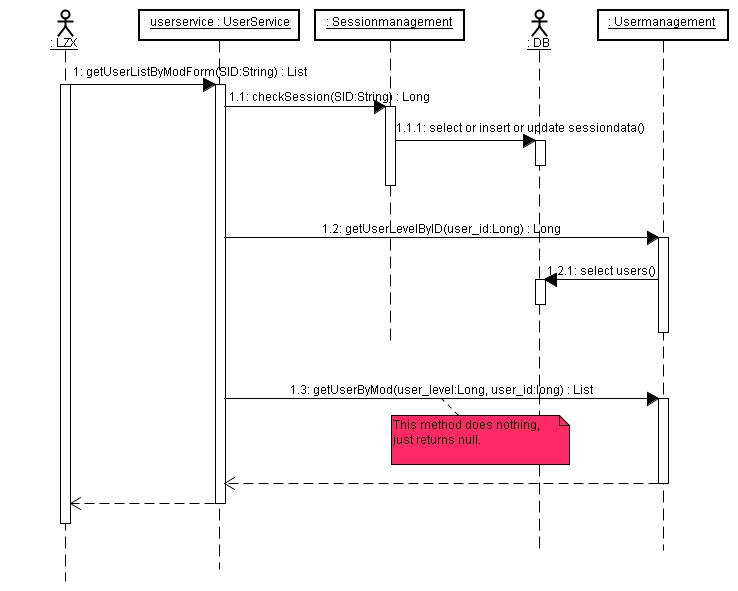 userservice : UserService
: Sessionmanagement
: Usermanagement
: LZX
: DB
1: getUserListByModForm(SID:String) : List
1.1: checkSession(SID:String) : Long
1.1.1: select or insert or update sessiondata()
1.2: getUserLevelByID(user_id:Long) : Long
1.2.1: select users()
1.3: getUserByMod(user_level:Long, user_id:long) : List
This method does nothing,
just returns null.